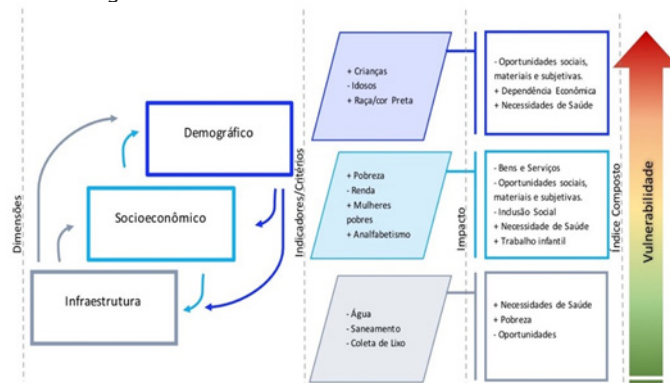 Dimensões
Demográfico
Socioeconômico
Infraestrutura
Indicadores/Critérios
+ Crianças
- Idosos
+ Raça/cor Preta
+ Pobreza
- Renda
+ Mulheres
pobres
+ Analfabetismo
- Água
- Saneamento
- Coleta de Lixo
Impacto
- Oportunidades sociais,
materiais e subjetivas.
+ Dependência Econômica
+ Necessidades de Saúde
- Bens e Serviços
- Oportunidades sociais,
materiais e subjetivas.
- Inclusão Social
+ Necessidade de Saúde
+ Trabalho infantil
+ Necessidades de Saúde
+ Pobreza
- Oportunidades
Índice Composto
Vulnerabilidade